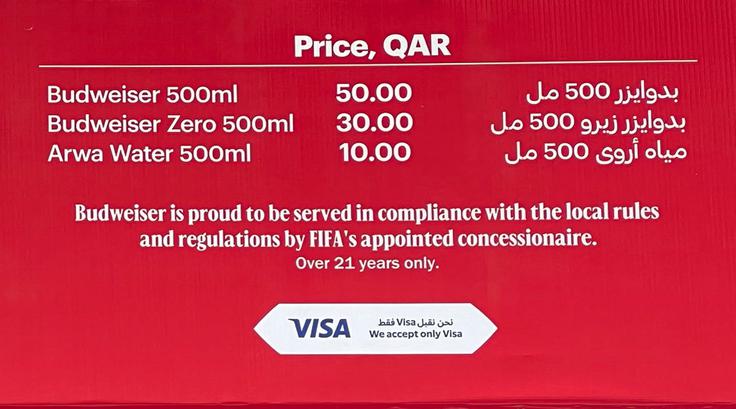 Price, QAR
Budweiser 500ml 50.00 بدوايزر 500 مل
Budweiser Zero 500ml 30.00 بدوايزر زيرو 500 مل
Arwa Water 500ml 10.00 مياه أروى 500 مل
Budweiser is proud to be served in compliance with the local rules
and regulations by FIFA's appointed concessionaire.
Over 21 years only.
VISA نحن نقبل Visa فقط
We accept only Visa